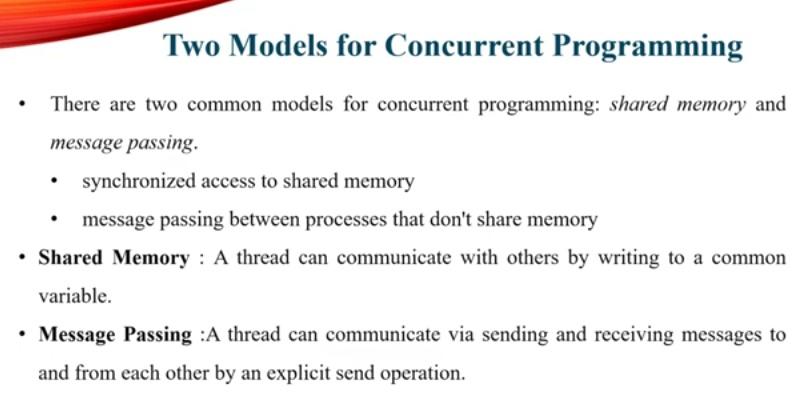 Two Models for Concurrent Programming
• There are two common models for concurrent programming: shared memory and
message passing.
• synchronized access to shared memory
• message passing between processes that don't share memory
• Shared Memory : A thread can communicate with others by writing to a common
variable.
• Message Passing :A thread can communicate via sending and receiving messages to
and from each other by an explicit send operation.